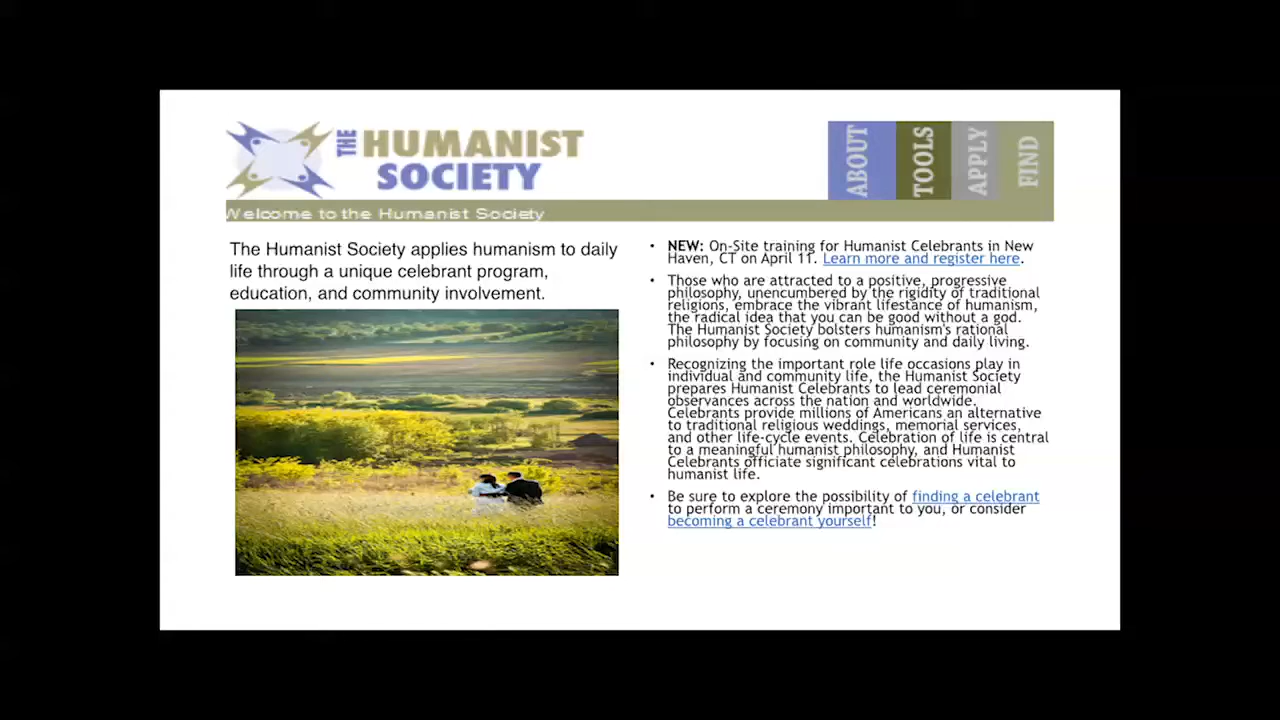 THE HUMANIST
SOCIETY
ABOUT
TOOLS
APPLY
FIND
Welcome to the Humanist Society
The Humanist Society applies humanism to daily
life through a unique celebrant program,
education, and community involvement.
• NEW: On-Site training for Humanist Celebrants in New
Haven, CT on April 11. Learn more and register here.
• Those who are attracted to a positive, progressive
philosophy, unencumbered by the rigidity of traditional
religions, embrace the vibrant lifestance of humanism,
the radical idea that you can be good without a god.
The Humanist Society bolsters humanism's rational
philosophy by focusing on community and daily living.
• Recognizing the important role life occasions play in
individual and community life, the Humanist Society
prepares Humanist Celebrants to lead ceremonial
observances across the nation and worldwide.
Celebrants provide millions of Americans an alternative
to traditional religious weddings, memorial services,
and other life-cycle events. Celebration of life is central
to a meaningful humanist philosophy, and Humanist
Celebrants officiate significant celebrations vital to
humanist life.
• Be sure to explore the possibility of finding a celebrant
to perform a ceremony important to you, or consider
becoming a celebrant yourself!